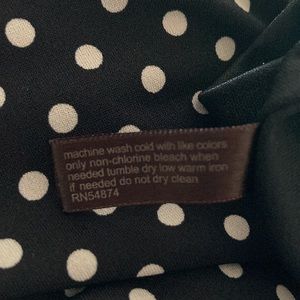 machine wash cold with like colors
only non-chlorine bleach when
needed tumble dry low warm iron
if needed do not dry clean
RN54874